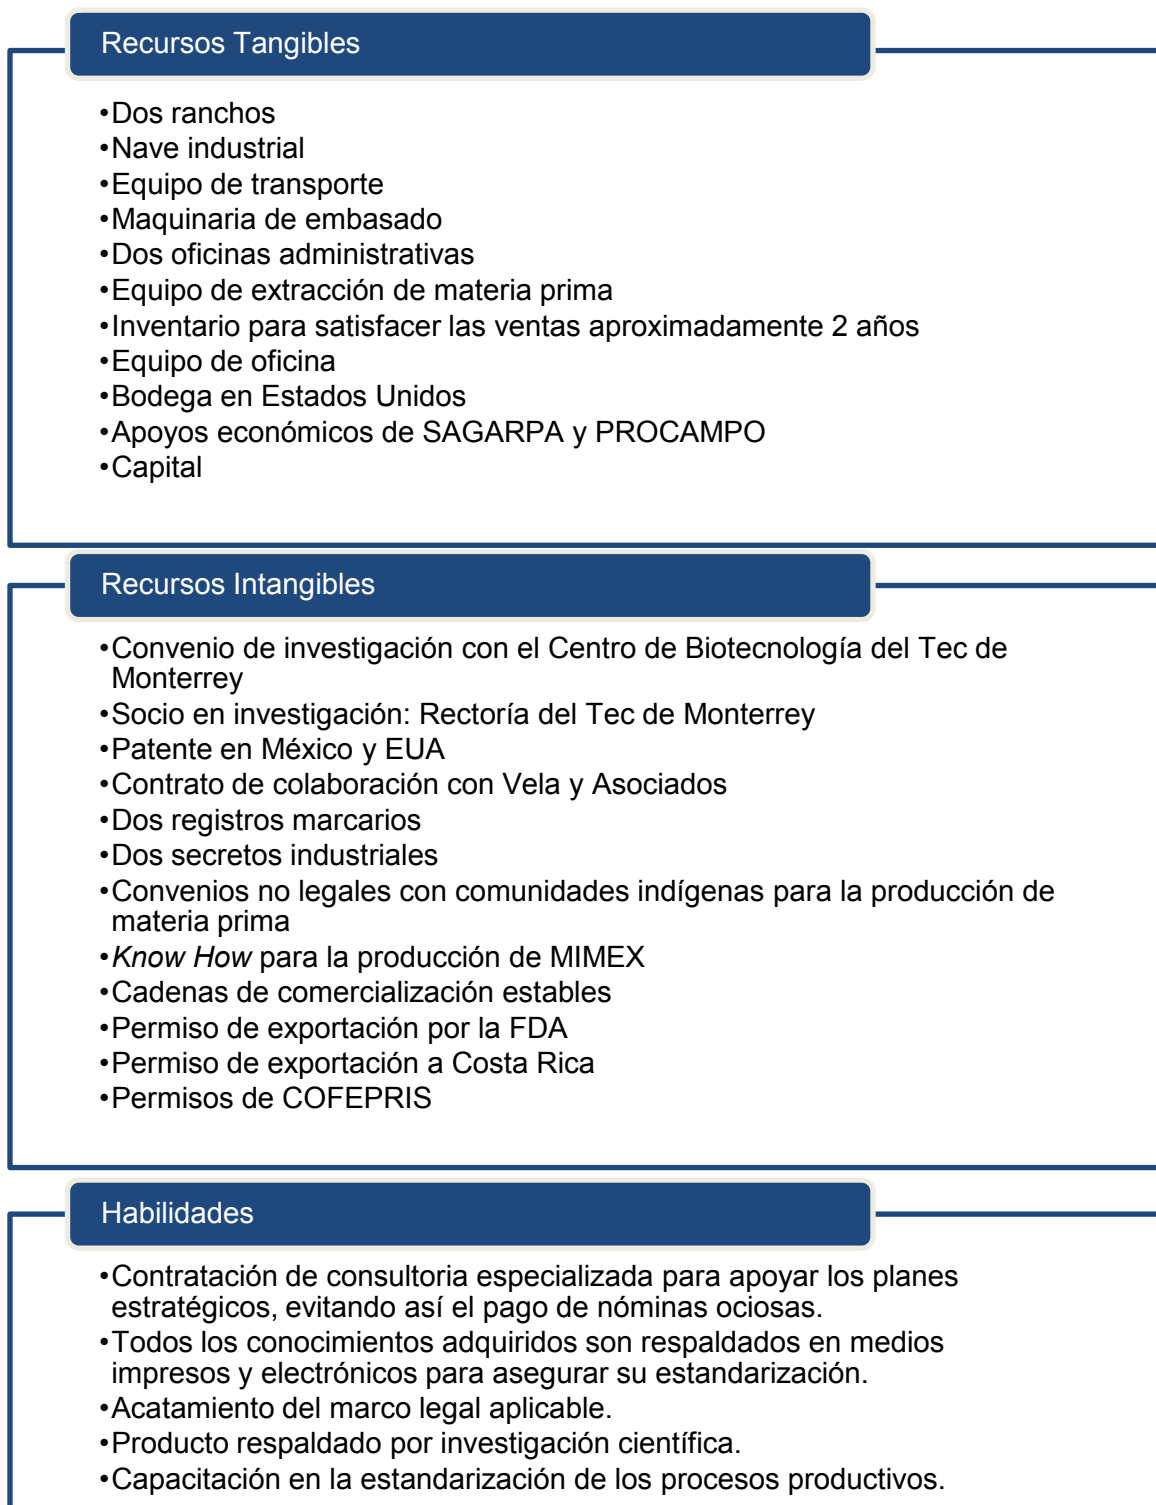 Recursos Tangibles
•Dos ranchos
•Nave industrial
•Equipo de transporte
•Maquinaria de embasado
•Dos oficinas administrativas
•Equipo de extracción de materia prima
•Inventario para satisfacer las ventas aproximadamente 2 años
•Equipo de oficina
•Bodega en Estados Unidos
•Apoyos económicos de SAGARPA y PROCAMPO
•Capital
Recursos Intangibles
•Convenio de investigación con el Centro de Biotecnología del Tec de
Monterrey
•Socio en investigación: Rectoría del Tec de Monterrey
•Patente en México y EUA
•Contrato de colaboración con Vela y Asociados
•Dos registros marcarios
•Dos secretos industriales
•Convenios no legales con comunidades indígenas para la producción de
materia prima
•Know How para la producción de MIMEX
•Cadenas de comercialización estables
•Permiso de exportación por la FDA
•Permiso de exportación a Costa Rica
•Permisos de COFEPRIS
Habilidades
•Contratación de consultoria especializada para apoyar los planes
estratégicos, evitando así el pago de nóminas ociosas.
•Todos los conocimientos adquiridos son respaldados en medios
impresos y electrónicos para asegurar su estandarización.
•Acatamiento del marco legal aplicable.
•Producto respaldado por investigación científica.
•Capacitación en la estandarización de los procesos productivos.